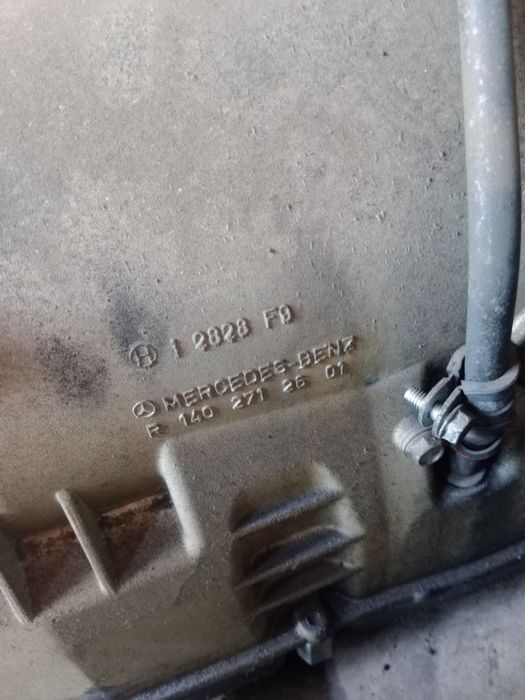 H 1 2828 F9
MERCEDES-BENZ
R 140 271 26 01